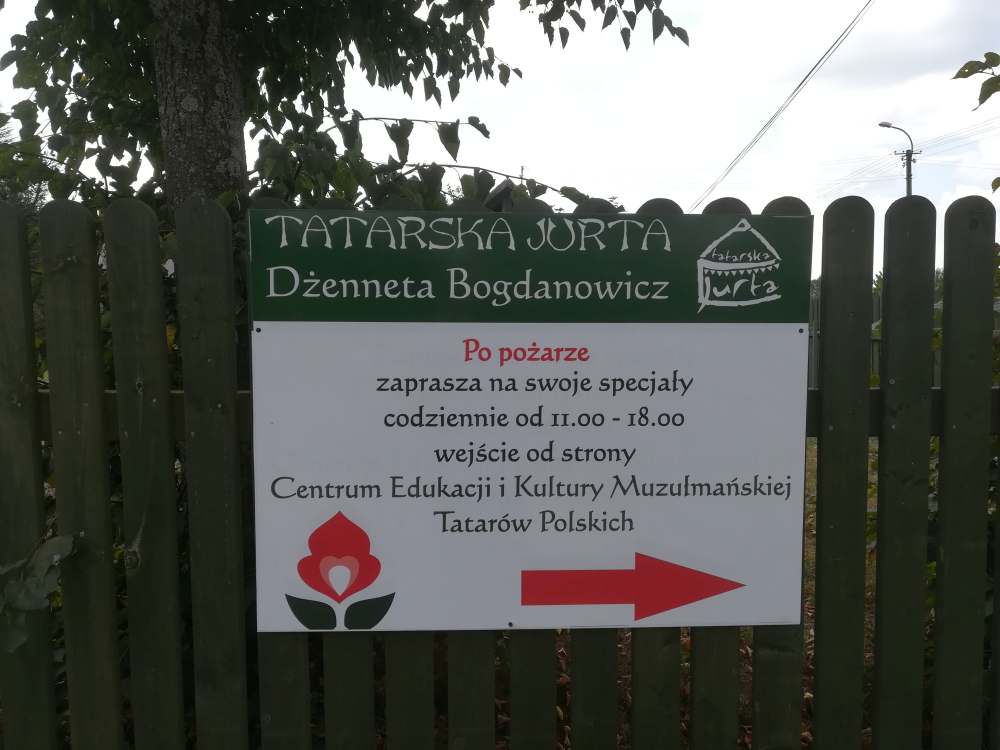 TATARSKA JURTA
Dżenneta Bogdanowicz
tatarska
Jurta
Po pożarze
zaprasza na swoje specjały
codziennie od 11.00 - 18.00
wejście od strony
Centrum Edukacji i Kultury Muzułmańskiej
Tatarów Polskich